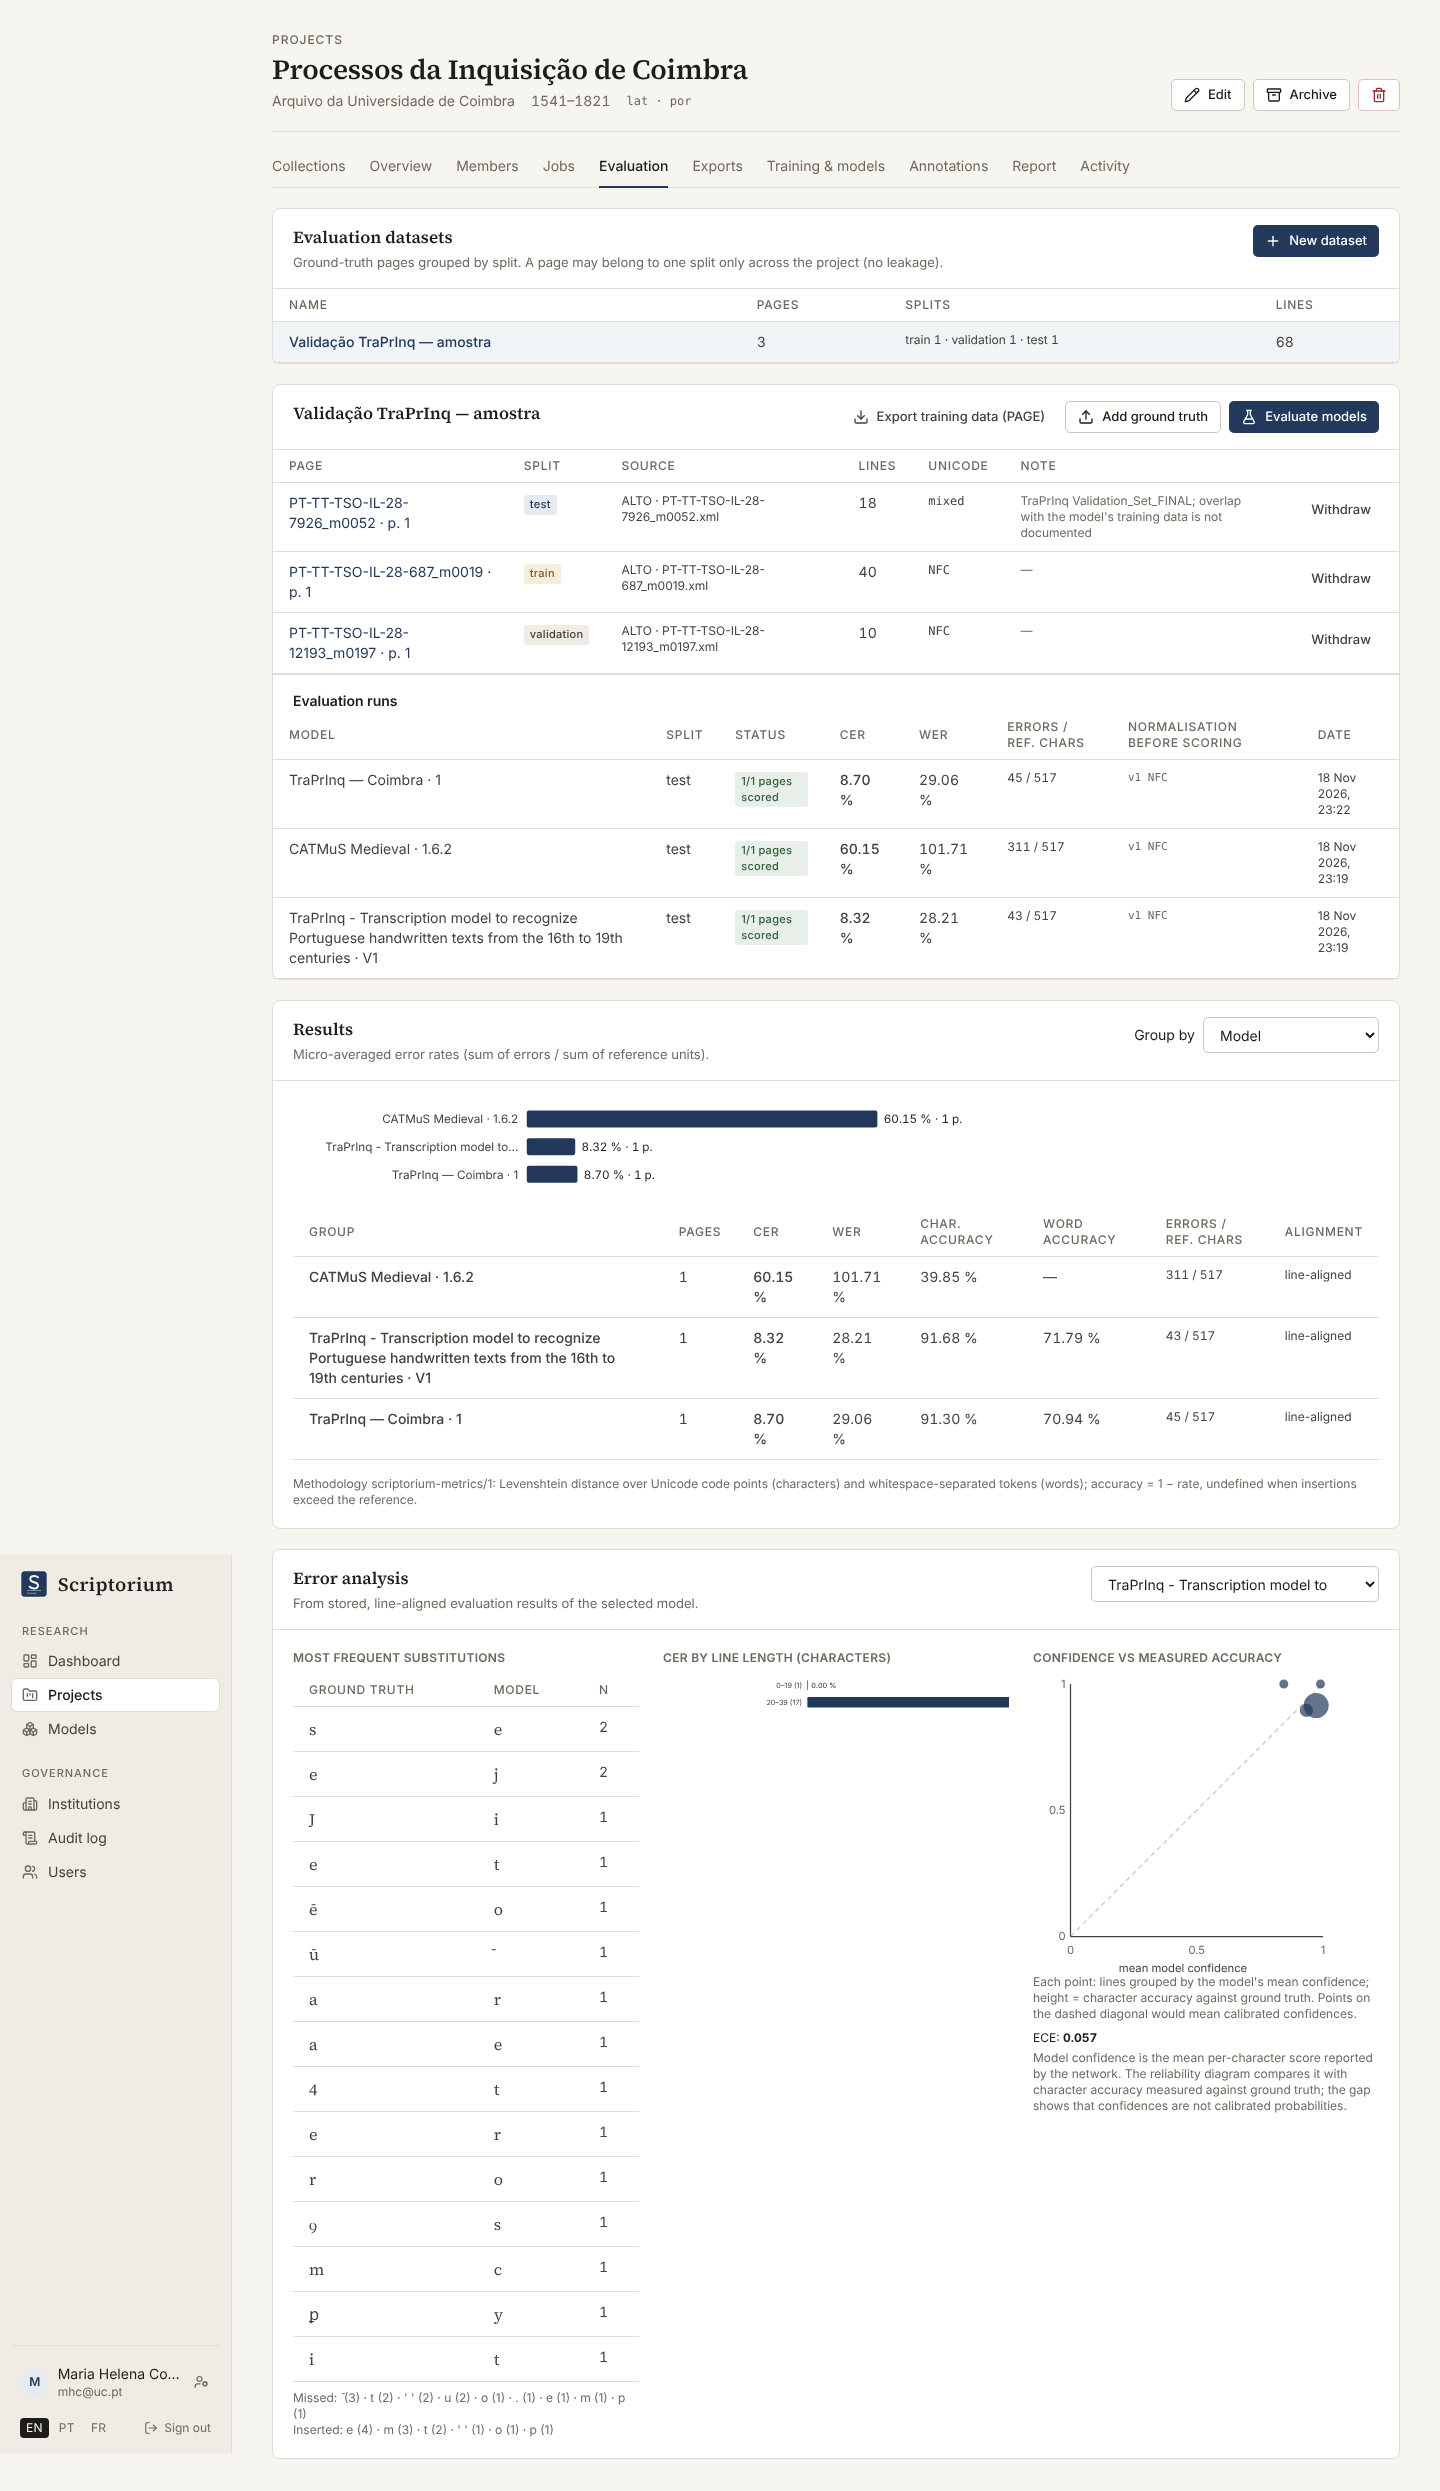 PROJECTS
Processos da Inquisição de Coimbra
Arquivo da Universidade de Coimbra 1541–1821 lat · por
Edit Archive
Collections Overview Members Jobs Evaluation Exports Training & models Annotations Report Activity
Evaluation datasets
New dataset
Ground-truth pages grouped by split. A page may belong to one split only across the project (no leakage).
NAME PAGES SPLITS LINES
Validação TraPrInq — amostra 3 train 1 · validation 1 · test 1 68
Validação TraPrInq — amostra
Export training data (PAGE) Add ground truth Evaluate models
PAGE SPLIT SOURCE LINES UNICODE NOTE
PT-TT-TSO-IL-28-
7926_m0052 · p. 1
test
ALTO · PT-TT-TSO-IL-28-
7926_m0052.xml
18 mixed
TraPrInq Validation_Set_FINAL; overlap
with the model's training data is not
documented
Withdraw
PT-TT-TSO-IL-28-687_m0019 ·
p. 1
train
ALTO · PT-TT-TSO-IL-28-
687_m0019.xml
40 NFC — Withdraw
PT-TT-TSO-IL-28-
12193_m0197 · p. 1
validation
ALTO · PT-TT-TSO-IL-28-
12193_m0197.xml
10 NFC — Withdraw
Evaluation runs
MODEL SPLIT STATUS CER WER ERRORS / REF. CHARS NORMALISATION BEFORE SCORING DATE
TraPrInq — Coimbra · 1 test 1/1 pages scored 8.70 % 29.06 % 45 / 517 v1 NFC 18 Nov 2026, 23:22
CATMuS Medieval · 1.6.2 test 1/1 pages scored 60.15 % 101.71 % 311 / 517 v1 NFC 18 Nov 2026, 23:19
TraPrInq - Transcription model to recognize
Portuguese handwritten texts from the 16th to 19th
centuries · V1
test 1/1 pages scored 8.32 % 28.21 % 43 / 517 v1 NFC 18 Nov 2026, 23:19
Results
Group by Model
Micro-averaged error rates (sum of errors / sum of reference units).
CATMuS Medieval · 1.6.2 60.15 % · 1 p.
TraPrInq - Transcription model to… 8.32 % · 1 p.
TraPrInq — Coimbra · 1 8.70 % · 1 p.
GROUP PAGES CER WER CHAR. ACCURACY WORD ACCURACY ERRORS / REF. CHARS ALIGNMENT
CATMuS Medieval · 1.6.2 1 60.15 % 101.71 % 39.85 % — 311 / 517 line-aligned
TraPrInq - Transcription model to recognize
Portuguese handwritten texts from the 16th to
19th centuries · V1
1 8.32 % 28.21 % 91.68 % 71.79 % 43 / 517 line-aligned
TraPrInq — Coimbra · 1 1 8.70 % 29.06 % 91.30 % 70.94 % 45 / 517 line-aligned
Methodology scriptorium-metrics/1: Levenshtein distance over Unicode code points (characters) and whitespace-separated tokens (words); accuracy = 1 − rate, undefined when insertions
exceed the reference.
Scriptorium
RESEARCH
Dashboard
Projects
Models
GOVERNANCE
Institutions
Audit log
Users
M
Maria Helena Co…
mhc@uc.pt
EN PT FR Sign out
Error analysis
TraPrInq - Transcription model to
From stored, line-aligned evaluation results of the selected model.
MOST FREQUENT SUBSTITUTIONS
GROUND TRUTH MODEL N
s e 2
e j 2
J i 1
e t 1
ē o 1
ū ̄ 1
a r 1
a e 1
4 t 1
e r 1
r o 1
ꝯ s 1
m c 1
ꝑ y 1
i t 1
Missed: ̃ (3) · t (2) · ' ' (2) · u (2) · o (1) · . (1) · e (1) · m (1) · p
(1)
Inserted: e (4) · m (3) · t (2) · ' ' (1) · o (1) · p (1)
CER BY LINE LENGTH (CHARACTERS)
0–19 (1) 0.00 %
20–39 (17)
CONFIDENCE VS MEASURED ACCURACY
1
0.5
0
0 0.5 1
mean model confidence
Each point: lines grouped by the model's mean confidence;
height = character accuracy against ground truth. Points on
the dashed diagonal would mean calibrated confidences.
ECE: 0.057
Model confidence is the mean per-character score reported
by the network. The reliability diagram compares it with
character accuracy measured against ground truth; the gap
shows that confidences are not calibrated probabilities.